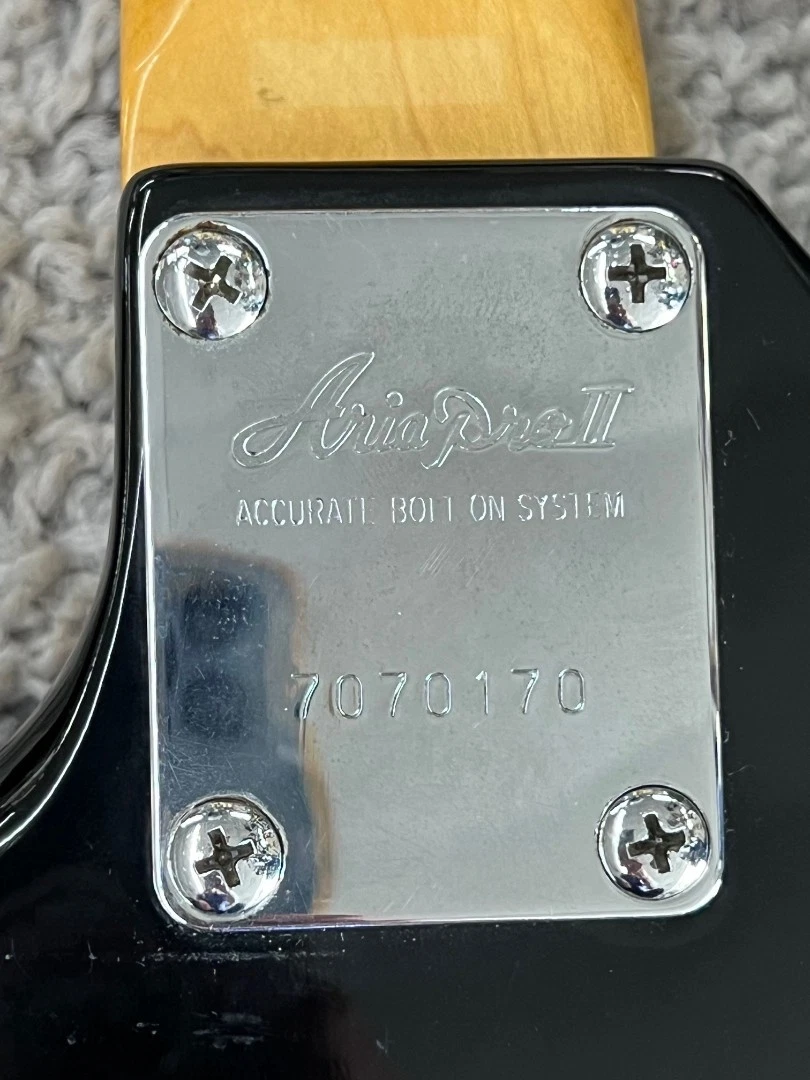 Aria Pro II
ACCURATE BOLT ON SYSTEM
7070170